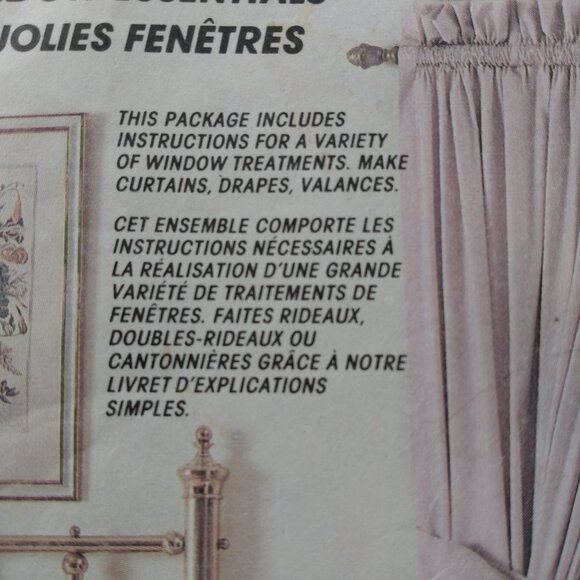 ESSENTIALS
JOLIES FENÊTRES
THIS PACKAGE INCLUDES
INSTRUCTIONS FOR A VARIETY
OF WINDOW TREATMENTS. MAKE
CURTAINS, DRAPES, VALANCES.
CET ENSEMBLE COMPORTE LES
INSTRUCTIONS NÉCESSAIRES À
LA RÉALISATION D'UNE GRANDE
VARIÉTÉ DE TRAITEMENTS DE
FENÊTRES. FAITES RIDEAUX,
DOUBLES-RIDEAUX OU
CANTONNIÈRES GRÂCE À NOTRE
LIVRET D'EXPLICATIONS
SIMPLES.